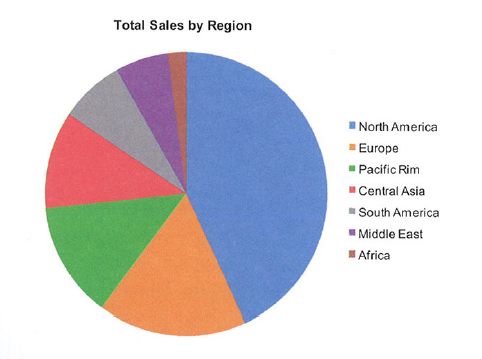 Total Sales by Region
North America
Europe
Pacific Rim
Central Asia
South America
Middle East
Africa